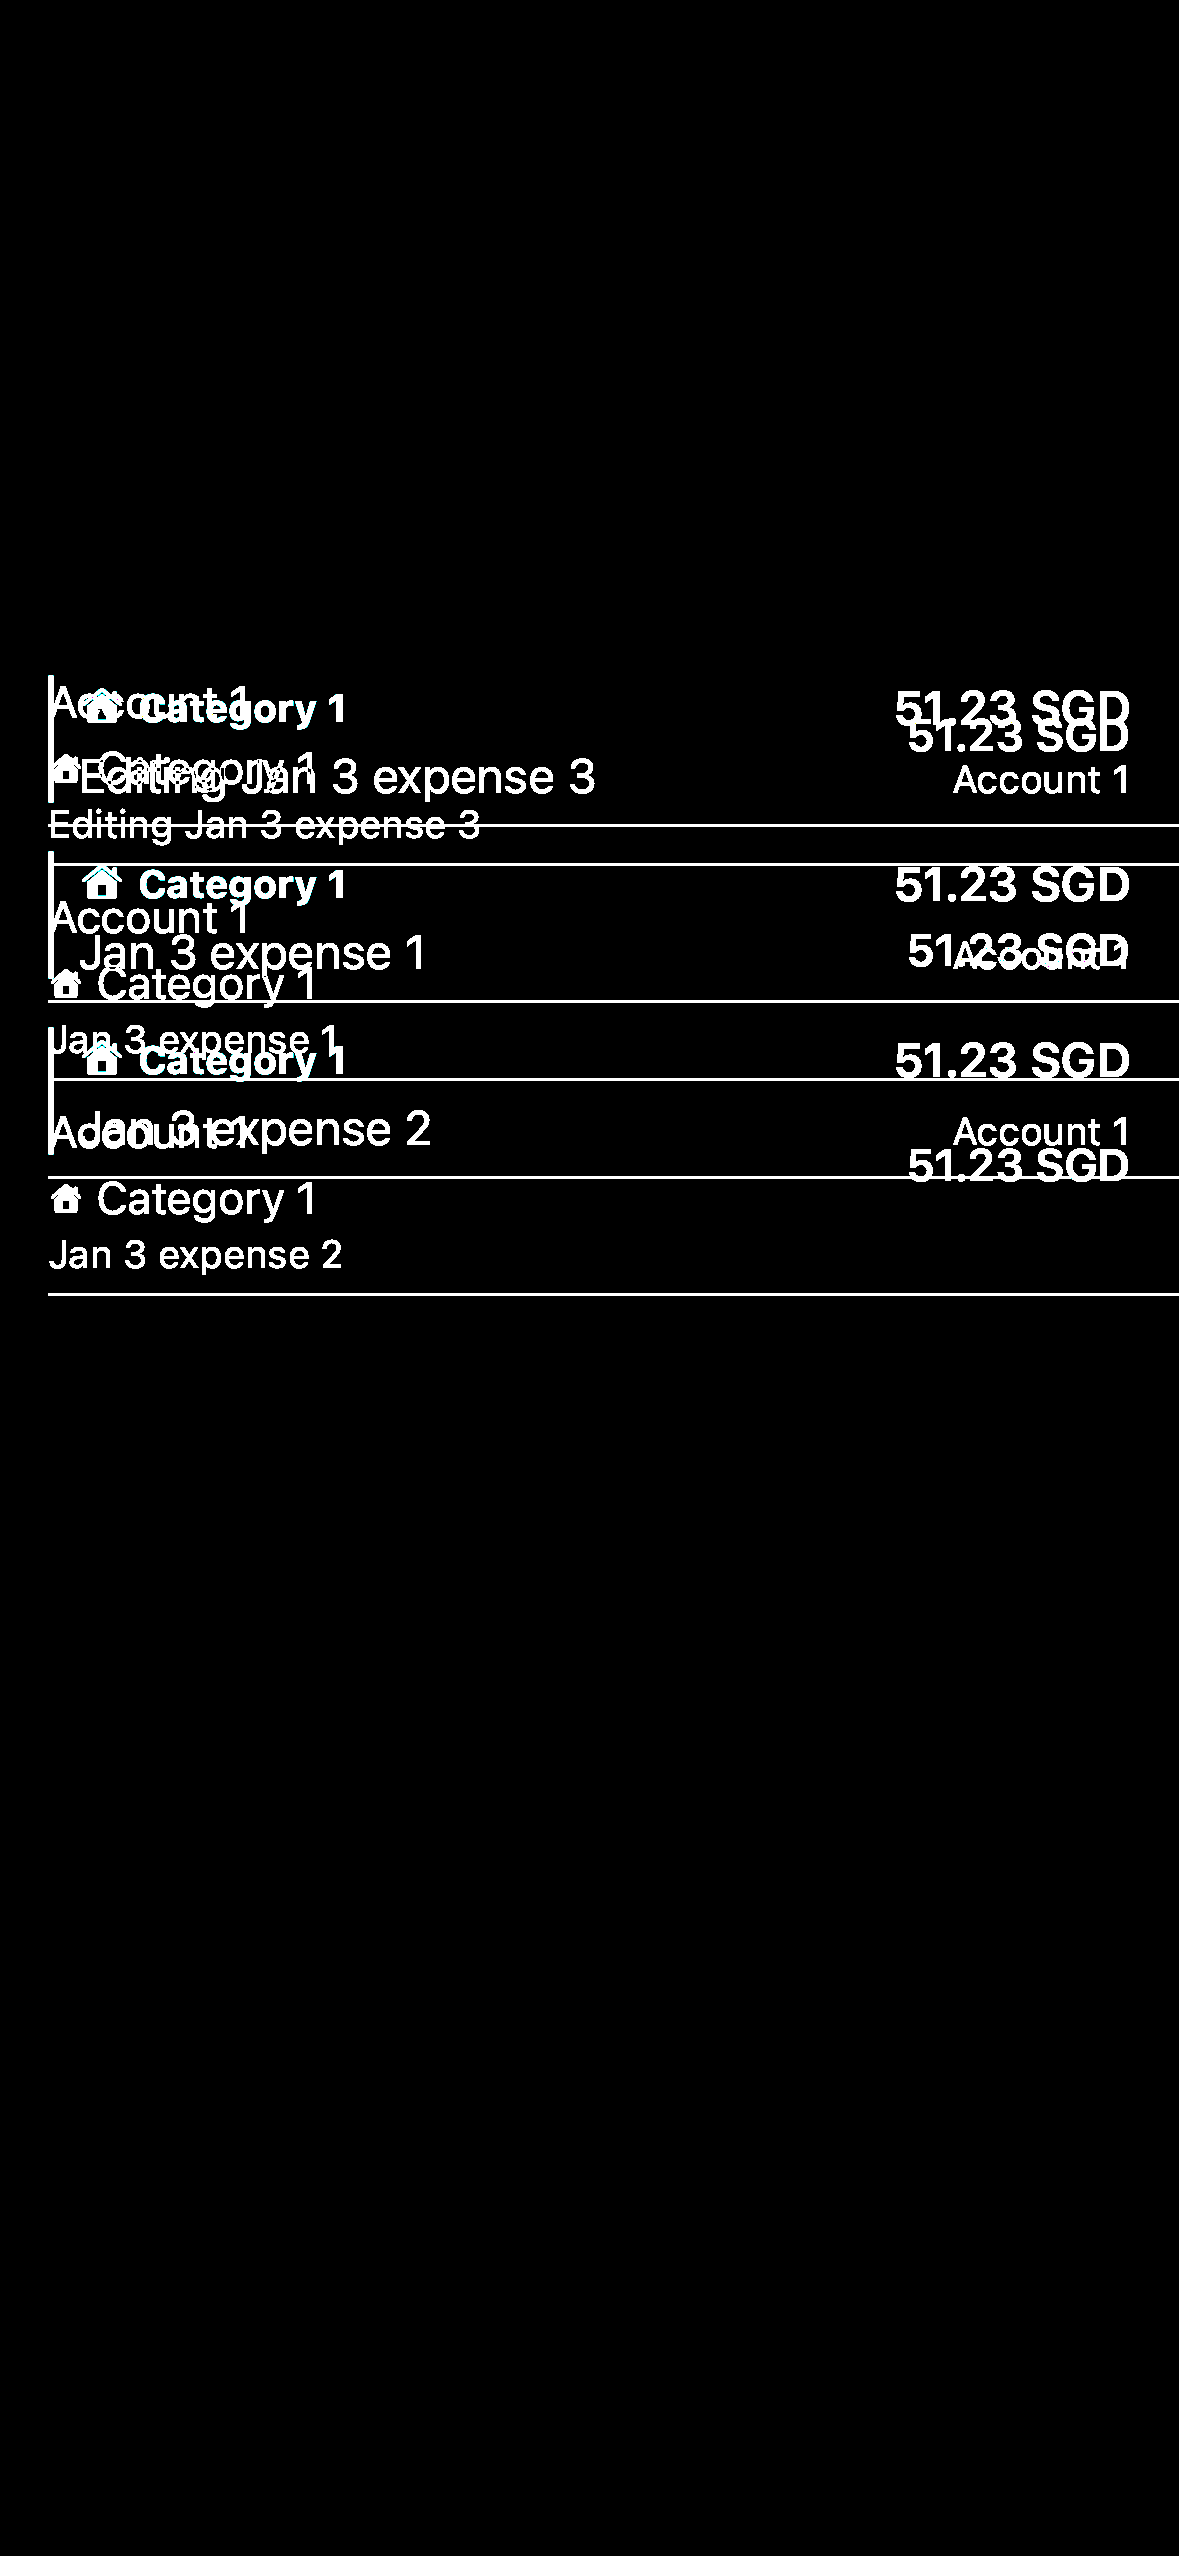 Account 1
Category 1 51.23 SGD
51.23 SGD
Category 1
Editing Jan 3 expense 3 Account 1
Editing Jan 3 expense 3
Category 1 51.23 SGD
Account 1
Jan 3 expense 1 51.23 SGD
Account 1
Category 1
Jan 3 expense 1
Category 1 51.23 SGD
Jan 3 expense 2 Account 1
Account 1
51.23 SGD
Category 1
Jan 3 expense 2